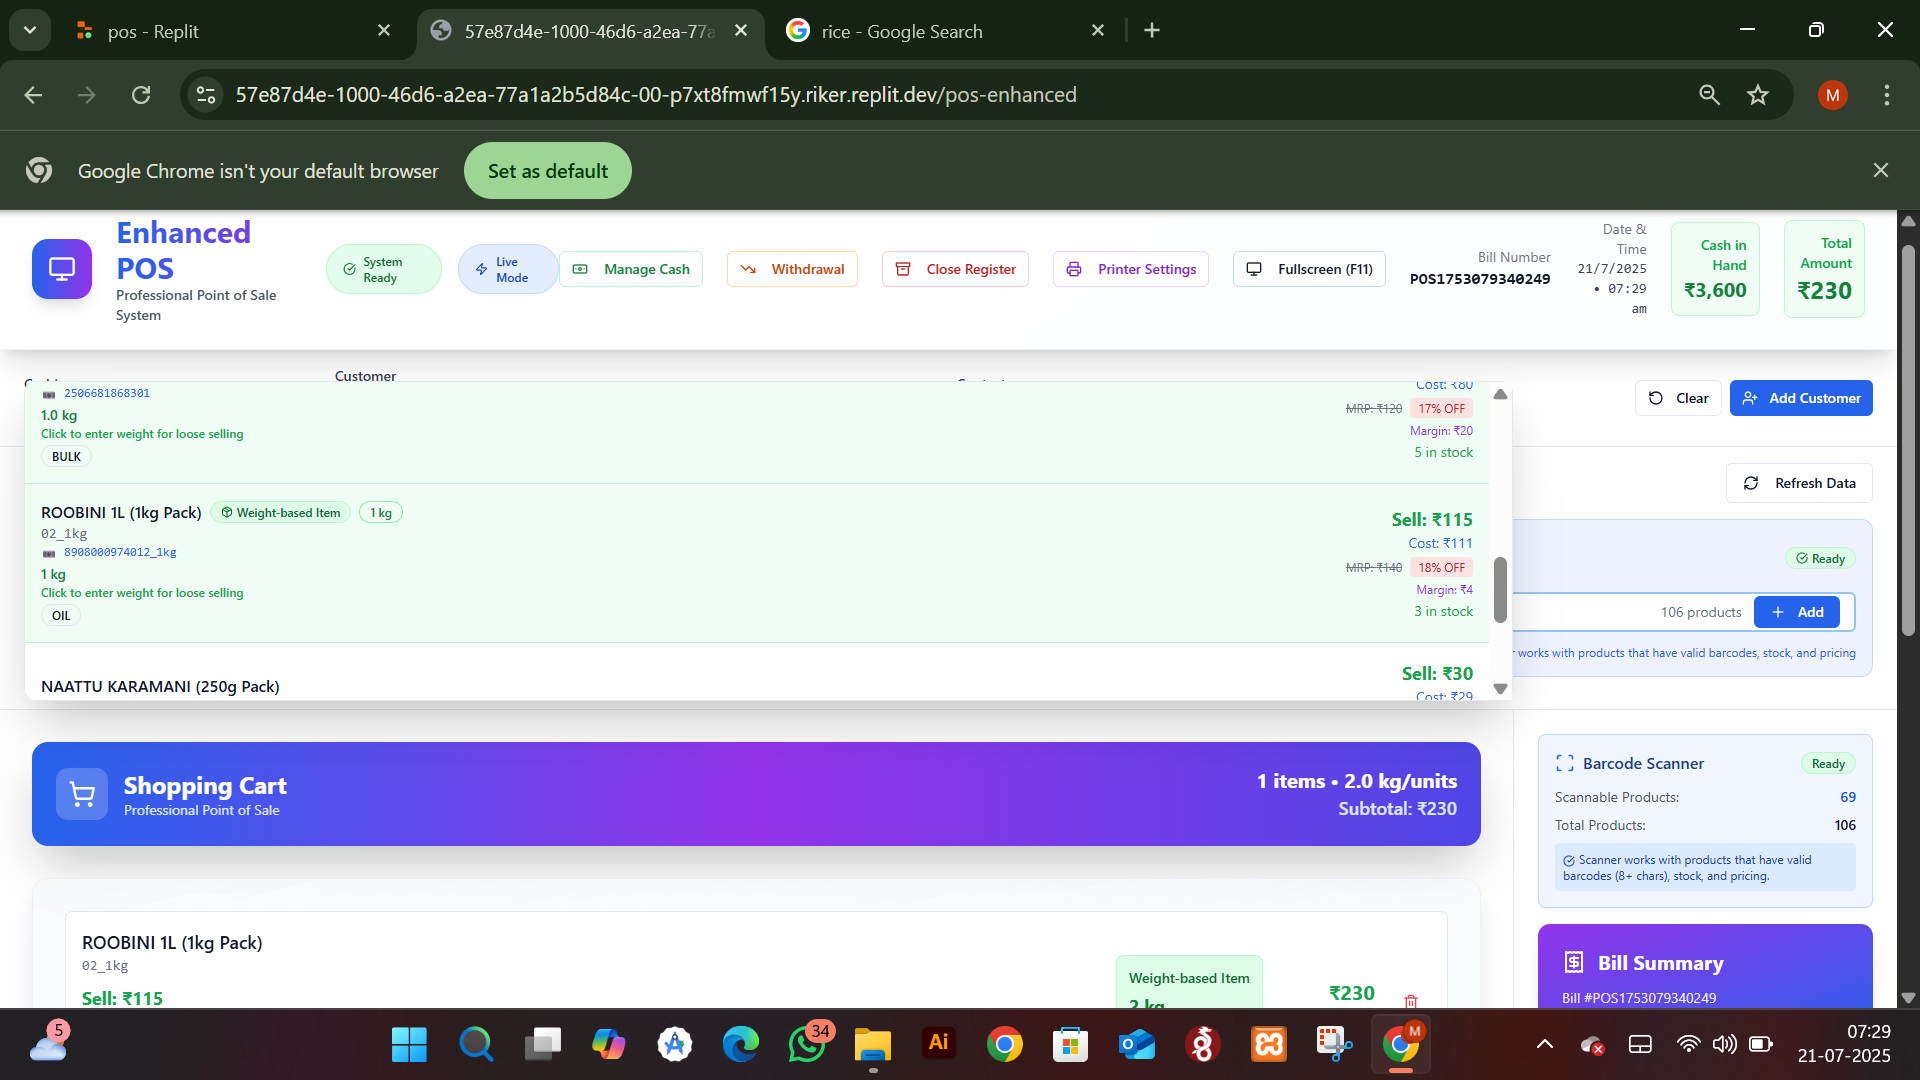 pos - Replit
57e87d4e-1000-46d6-a2ea-77a
rice - Google Search
57e87d4e-1000-46d6-a2ea-77a1a2b5d84c-00-p7xt8fmwf15y.riker.replit.dev/pos-enhanced
M
Google Chrome isn't your default browser
Set as default
Enhanced
POS
Professional Point of Sale
System
System
Ready
Live
Mode
Manage Cash
Withdrawal
Close Register
Printer Settings
Fullscreen (F11)
Bill Number
POS1753079340249
Date &
Time
21/7/2025
• 07:29
am
Cash in
Hand
₹3,600
Total
Amount
₹230
Customer
Clear
Add Customer
2506681868301
1.0 kg
Click to enter weight for loose selling
BULK
Cost: ₹80
MRP: ₹120
17% OFF
Margin: ₹20
5 in stock
Refresh Data
ROOBINI 1L (1kg Pack)
Weight-based Item
1 kg
02_1kg
8908000974012_1kg
1 kg
Click to enter weight for loose selling
OIL
Sell: ₹115
Cost: ₹111
MRP: ₹140
18% OFF
Margin: ₹4
3 in stock
Ready
106 products
+ Add
works with products that have valid barcodes, stock, and pricing
NAATTU KARAMANI (250g Pack)
Sell: ₹30
Cost: ₹29
Shopping Cart
Professional Point of Sale
1 items • 2.0 kg/units
Subtotal: ₹230
Barcode Scanner
Ready
Scannable Products:
69
Total Products:
106
Scanner works with products that have valid
barcodes (8+ chars), stock, and pricing.
ROOBINI 1L (1kg Pack)
02_1kg
Sell: ₹115
Weight-based Item
2 kg
₹230
Bill Summary
Bill #POS1753079340249
5
34
Ai
M
07:29
21-07-2025